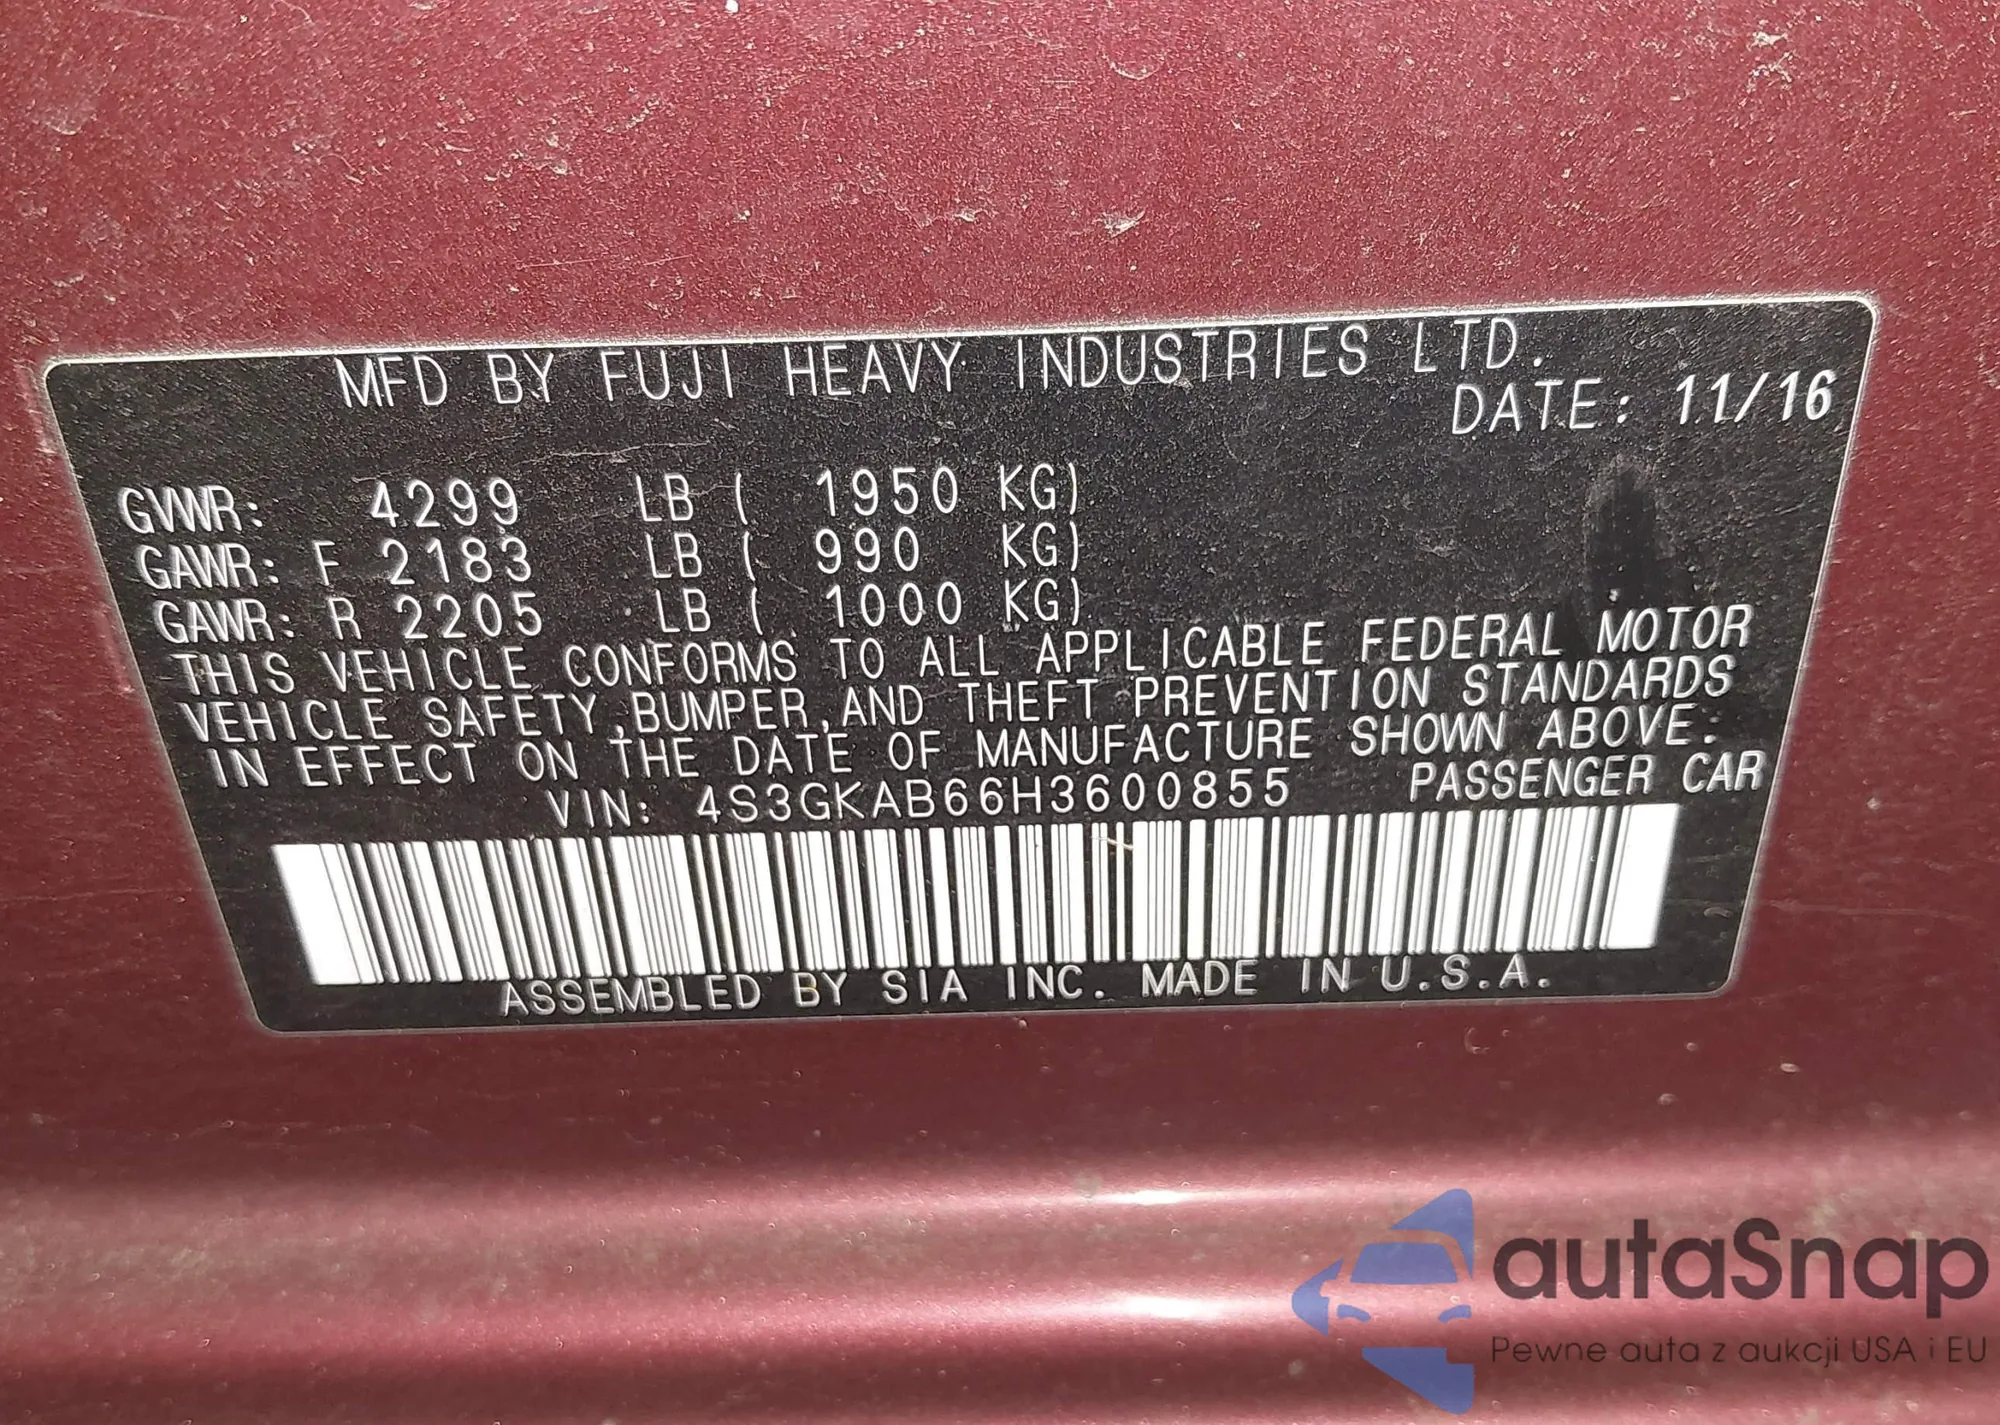 MFD BY FUJI HEAVY INDUSTRIES LTD.
DATE: 11/16
GVWR: 4299 LB ( 1950 KG)
GAWR: F 2183 LB ( 990 KG)
GAWR: R 2205 LB ( 1000 KG)
THIS VEHICLE CONFORMS TO ALL APPLICABLE FEDERAL MOTOR
VEHICLE SAFETY,BUMPER,AND THEFT PREVENTION STANDARDS
IN EFFECT ON THE DATE OF MANUFACTURE SHOWN ABOVE.
VIN: 4S3GKAB66H3600855 PASSENGER CAR
ASSEMBLED BY SIA INC. MADE IN U.S.A.
autaSnap
Pewne auta z aukcji USA i EU